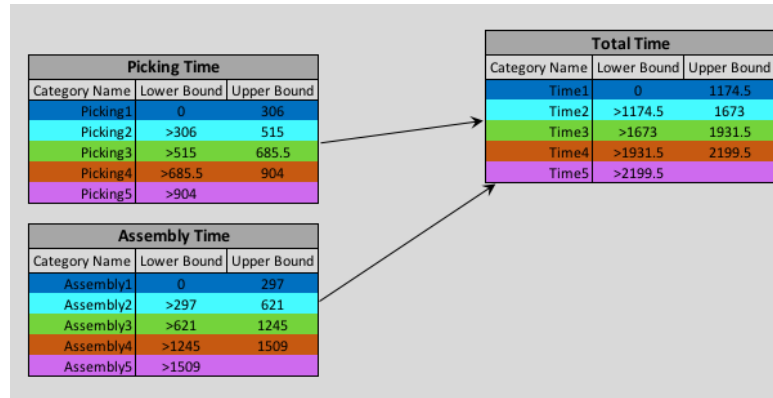 Picking Time
Category Name Lower Bound Upper Bound
Picking1 0 306
Picking2 >306 515
Picking3 >515 685.5
Picking4 >685.5 904
Picking5 >904
Assembly Time
Category Name Lower Bound Upper Bound
Assembly1 0 297
Assembly2 >297 621
Assembly3 >621 1245
Assembly4 >1245 1509
Assembly5 >1509
Total Time
Category Name Lower Bound Upper Bound
Time1 0 1174.5
Time2 >1174.5 1673
Time3 >1673 1931.5
Time4 >1931.5 2199.5
Time5 >2199.5